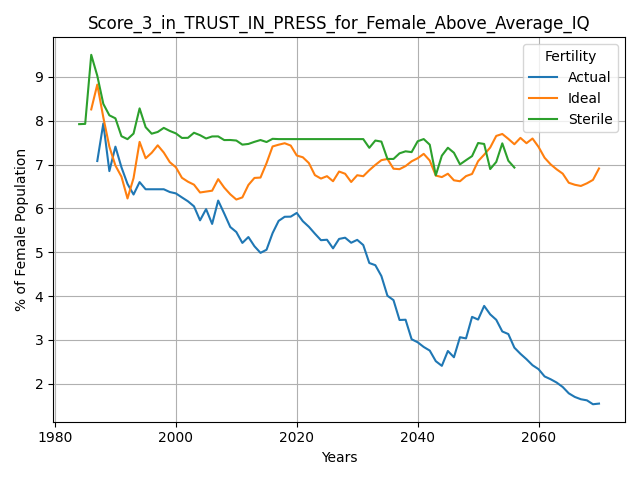 Score_3_in_TRUST_IN_PRESS_for_Female_Above_Average_IQ
Fertility
Actual
Ideal
Sterile
% of Female Population
9
8
7
6
5
4
3
2
1980
2000
2020
2040
2060
Years